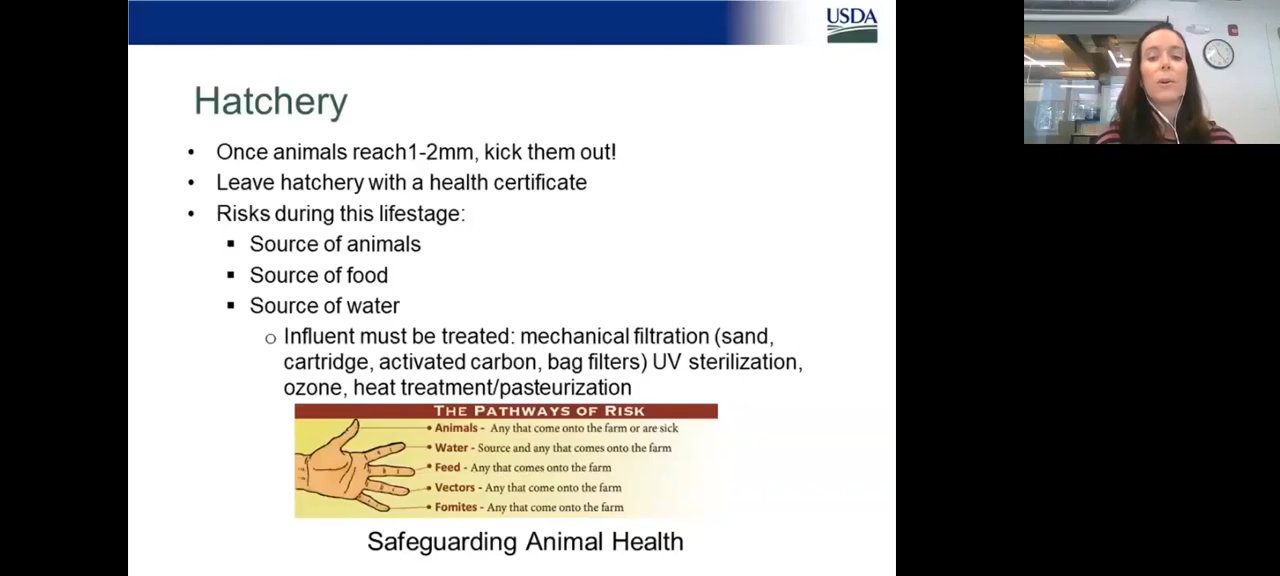 USDA
Hatchery
• Once animals reach1-2mm, kick them out!
• Leave hatchery with a health certificate
• Risks during this lifestage:
▪ Source of animals
▪ Source of food
▪ Source of water
o Influent must be treated: mechanical filtration (sand,
cartridge, activated carbon, bag filters) UV sterilization,
ozone, heat treatment/pasteurization
THE PATHWAYS OF RISK
• Animals - Any that come onto the farm or are sick
• Water - Source and any that comes onto the farm
• Feed - Any that comes onto the farm
• Vectors - Any that come onto the farm
• Fomites - Any that come onto the farm
Safeguarding Animal Health